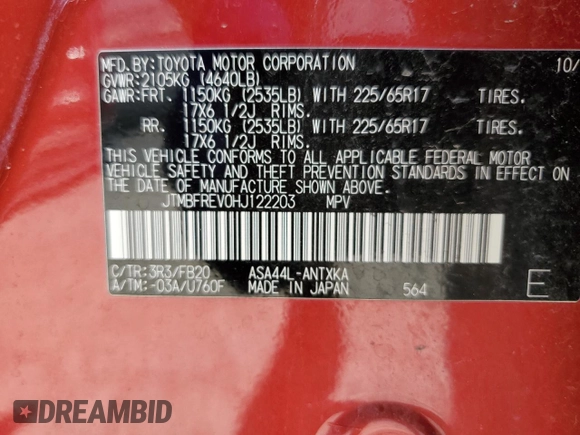 MFD.BY:TOYOTA MOTOR CORPORATION 10/
GVWR:2105KG (4640LB)
GAWR:FRT. 1150KG (2535LB) WITH 225/65R17 TIRES.
17X6 1/2J RIMS.
RR. 1150KG (2535LB) WITH 225/65R17 TIRES.
17X6 1/2J RIMS.
THIS VEHICLE CONFORMS TO ALL APPLICABLE FEDERAL MOTOR
VEHICLE SAFETY AND THEFT PREVENTION STANDARDS IN EFFECT
ON THE DATE OF MANUFACTURE SHOWN ABOVE.
JTMBFREV0HJ122203 MPV
C/TR:3R3/FB20 ASA44L-ANTXKA
A/TM:-03A/U760F MADE IN JAPAN 564 E
DREAMBID